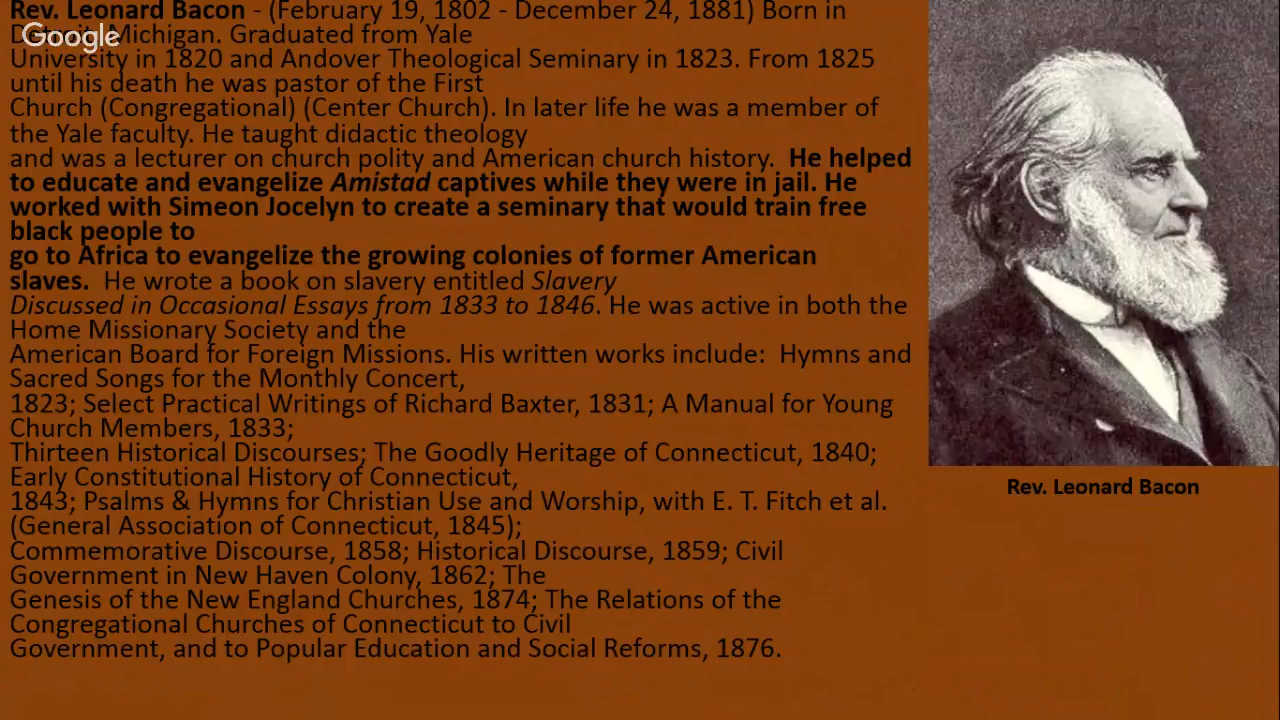 Rev. Leonard Bacon - (February 19, 1802 - December 24, 1881) Born in
Google
Michigan. Graduated from Yale
University in 1820 and Andover Theological Seminary in 1823. From 1825
until his death he was pastor of the First
Church (Congregational) (Center Church). In later life he was a member of
the Yale faculty. He taught didactic theology
and was a lecturer on church polity and American church history. He helped
to educate and evangelize Amistad captives while they were in jail. He
worked with Simeon Jocelyn to create a seminary that would train free
black people to
go to Africa to evangelize the growing colonies of former American
slaves. He wrote a book on slavery entitled Slavery
Discussed in Occasional Essays from 1833 to 1846. He was active in both the
Home Missionary Society and the
American Board for Foreign Missions. His written works include: Hymns and
Sacred Songs for the Monthly Concert,
1823; Select Practical Writings of Richard Baxter, 1831; A Manual for Young
Church Members, 1833;
Thirteen Historical Discourses; The Goodly Heritage of Connecticut, 1840;
Early Constitutional History of Connecticut,
1843; Psalms & Hymns for Christian Use and Worship, with E. T. Fitch et al.
(General Association of Connecticut, 1845);
Commemorative Discourse, 1858; Historical Discourse, 1859; Civil
Government in New Haven Colony, 1862; The
Genesis of the New England Churches, 1874; The Relations of the
Congregational Churches of Connecticut to Civil
Government, and to Popular Education and Social Reforms, 1876.
Rev. Leonard Bacon